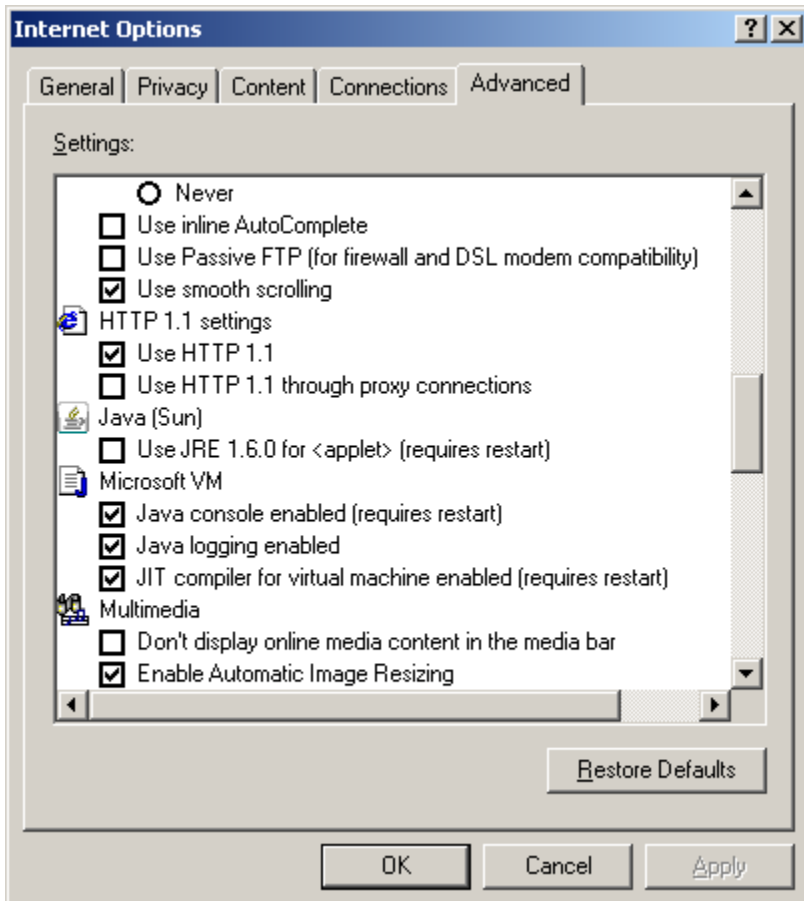 Internet Options
General Privacy Content Connections Advanced
Settings:
Never
Use inline AutoComplete
Use Passive FTP (for firewall and DSL modem compatibility)
Use smooth scrolling
HTTP 1.1 settings
Use HTTP 1.1
Use HTTP 1.1 through proxy connections
Java (Sun)
Use JRE 1.6.0 for <applet> (requires restart)
Microsoft VM
Java console enabled (requires restart)
Java logging enabled
JIT compiler for virtual machine enabled (requires restart)
Multimedia
Don't display online media content in the media bar
Enable Automatic Image Resizing
Restore Defaults
OK Cancel Apply